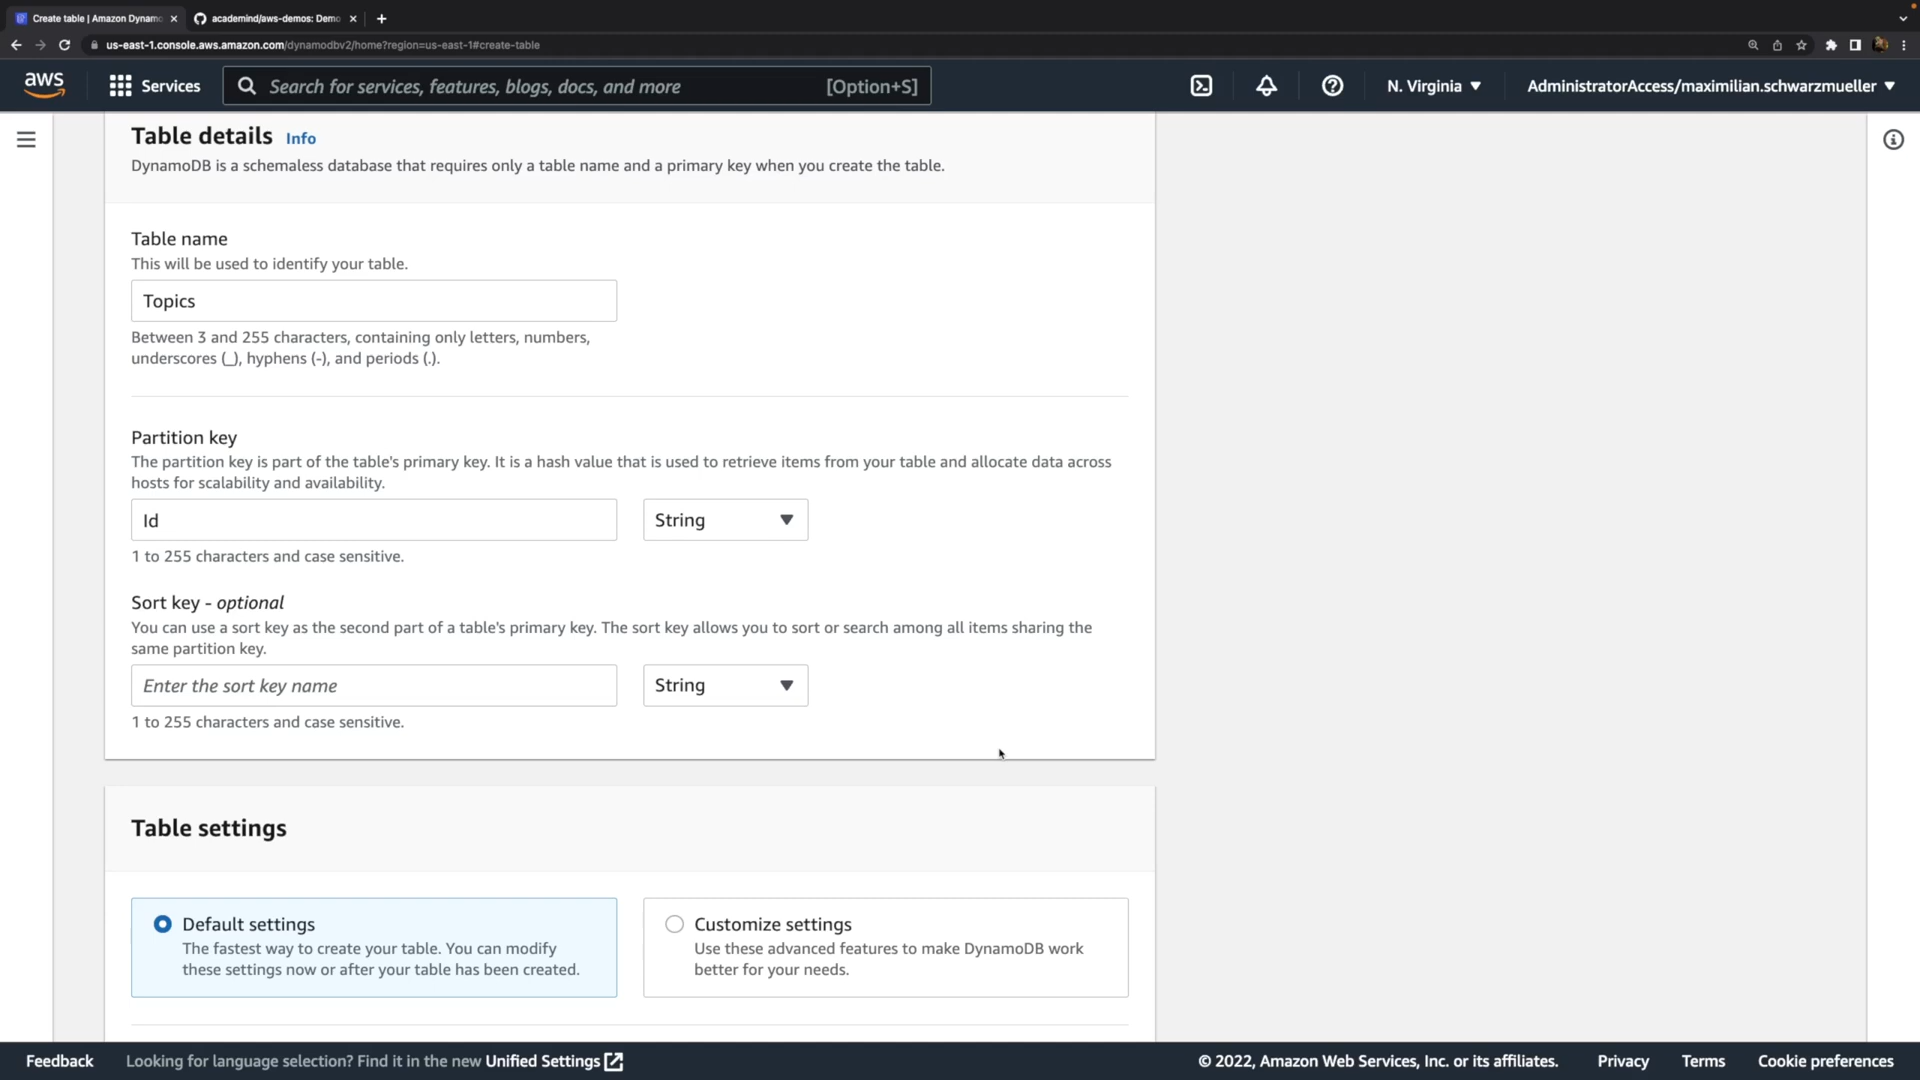 Create table | Amazon Dynamo
academind/aws-demos: Demo
us-east-1.console.aws.amazon.com/dynamodbv2/home?region=us-east-1#create-table
aws
Services
Search for services, features, blogs, docs, and more
[Option+S]
N. Virginia
AdministratorAccess/maximilian.schwarzmueller
Table details Info
DynamoDB is a schemaless database that requires only a table name and a primary key when you create the table.
Table name
This will be used to identify your table.
Topics
Between 3 and 255 characters, containing only letters, numbers,
underscores (_), hyphens (-), and periods (.).
Partition key
The partition key is part of the table's primary key. It is a hash value that is used to retrieve items from your table and allocate data across
hosts for scalability and availability.
Id
String
1 to 255 characters and case sensitive.
Sort key - optional
You can use a sort key as the second part of a table's primary key. The sort key allows you to sort or search among all items sharing the
same partition key.
Enter the sort key name
String
1 to 255 characters and case sensitive.
Table settings
Default settings
The fastest way to create your table. You can modify
these settings now or after your table has been created.
Customize settings
Use these advanced features to make DynamoDB work
better for your needs.
Feedback
Looking for language selection? Find it in the new Unified Settings
© 2022, Amazon Web Services, Inc. or its affiliates.
Privacy
Terms
Cookie preferences